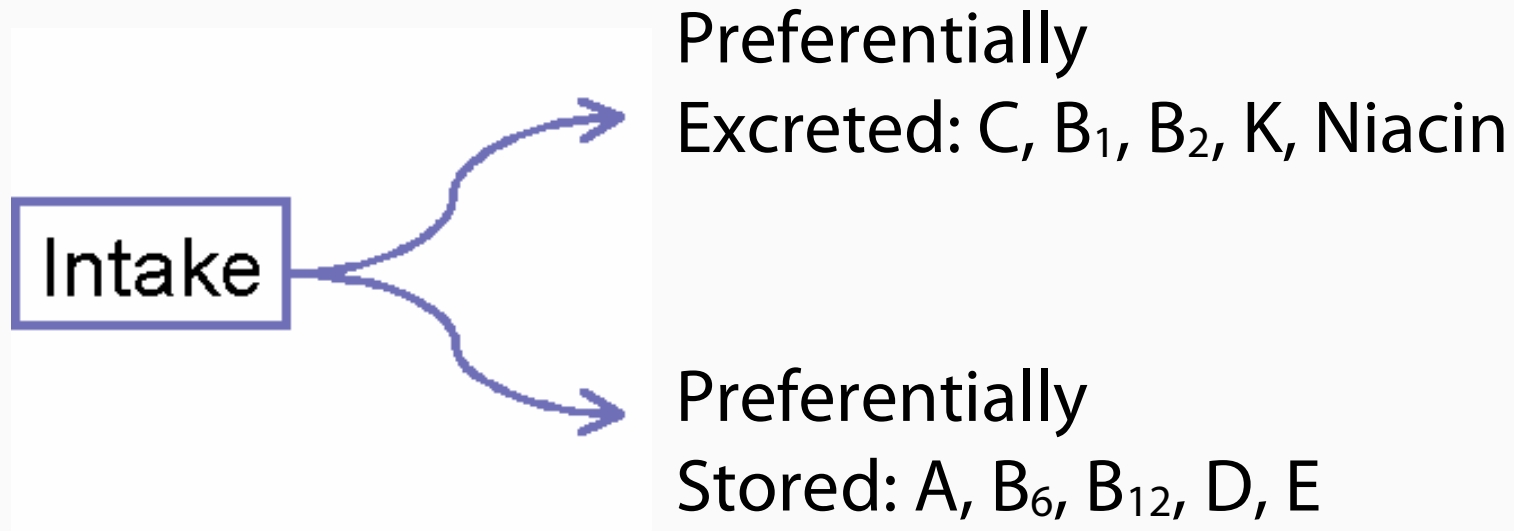 Preferentially
Excreted: C, B₁, B₂, K, Niacin
Intake
Preferentially
Stored: A, B₆, B₁₂, D, E